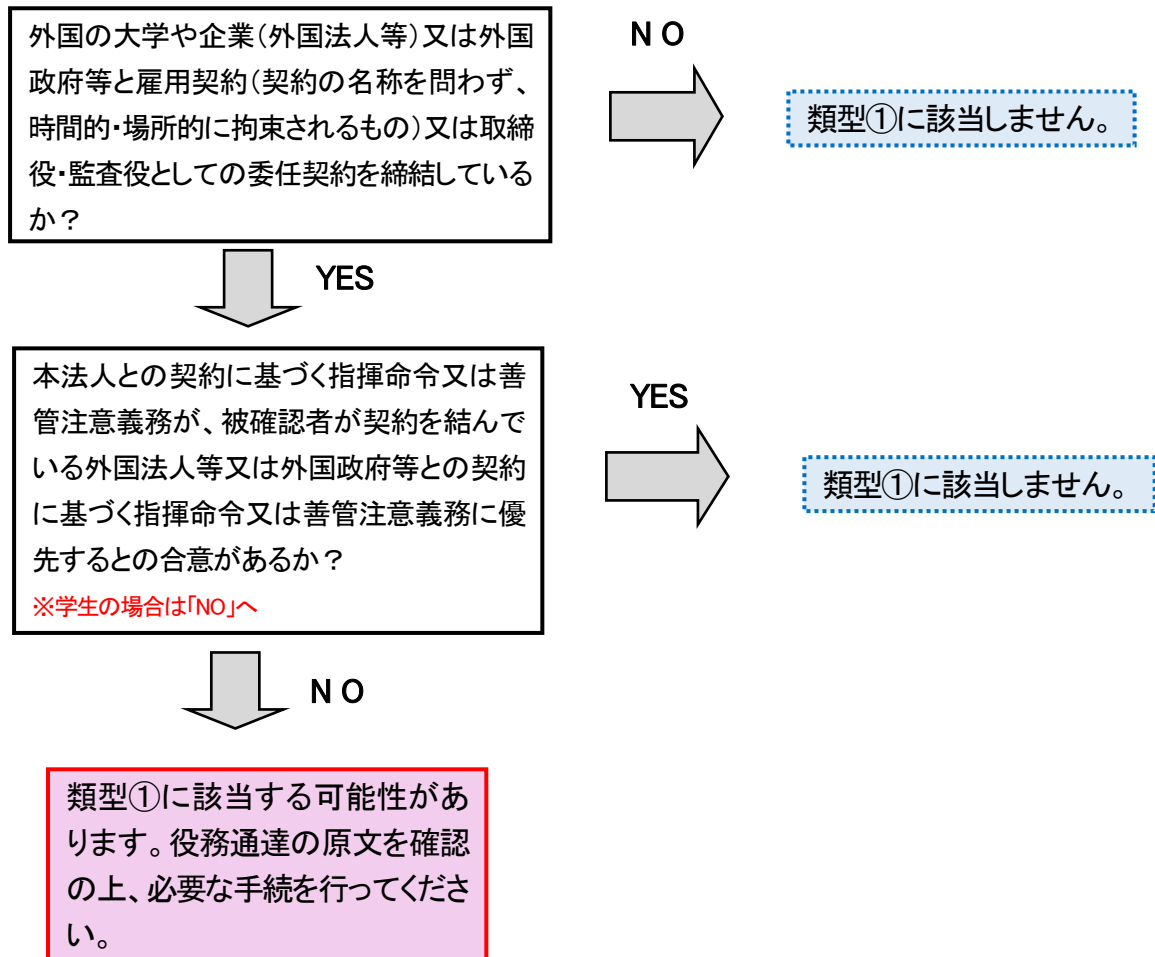 外国の大学や企業(外国法人等)又は外国
政府等と雇用契約(契約の名称を問わず、
時間的・場所的に拘束されるもの)又は取締
役・監査役としての委任契約を締結している
か？
ＮＯ
類型①に該当しません。
YES
本法人との契約に基づく指揮命令又は善
管注意義務が、被確認者が契約を結んで
いる外国法人等又は外国政府等との契約
に基づく指揮命令又は善管注意義務に優
先するとの合意があるか？
※学生の場合は「NO」へ
YES
類型①に該当しません。
ＮＯ
類型①に該当する可能性があ
ります。役務通達の原文を確認
の上、必要な手続を行ってくださ
い。